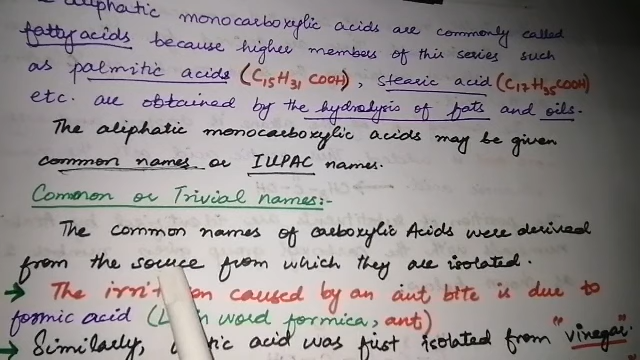 aliphatic monocarboxylic acids are commonly called
fatty acids because higher members of this series such
as palmitic acids (C15H31 COOH), stearic acid (C17H35COOH)
etc. are obtained by the hydrolysis of fats and oils.
The aliphatic monocarboxylic acids may be given
common names or IUPAC names.
Common or Trivial names:-
The common names of carboxylic Acids were derived
from the source from which they are isolated.
→ The on caused by an ant bite is due to
formic acid ( word formica, ant)
→ Similarly, acid was first isolated from "vinegar"